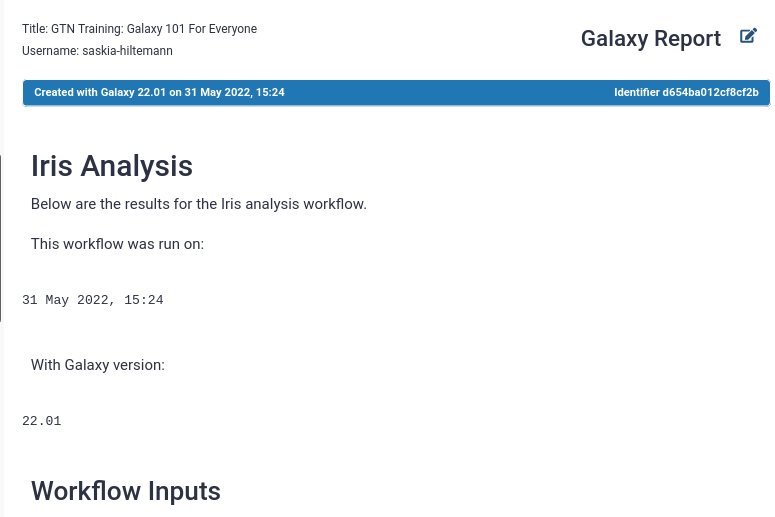 Title: GTN Training: Galaxy 101 For Everyone
Username: saskia-hiltemann
Galaxy Report
Created with Galaxy 22.01 on 31 May 2022, 15:24
Identifier d654ba012cf8cf2b
Iris Analysis
Below are the results for the Iris analysis workflow.
This workflow was run on:
31 May 2022, 15:24
With Galaxy version:
22.01
Workflow Inputs